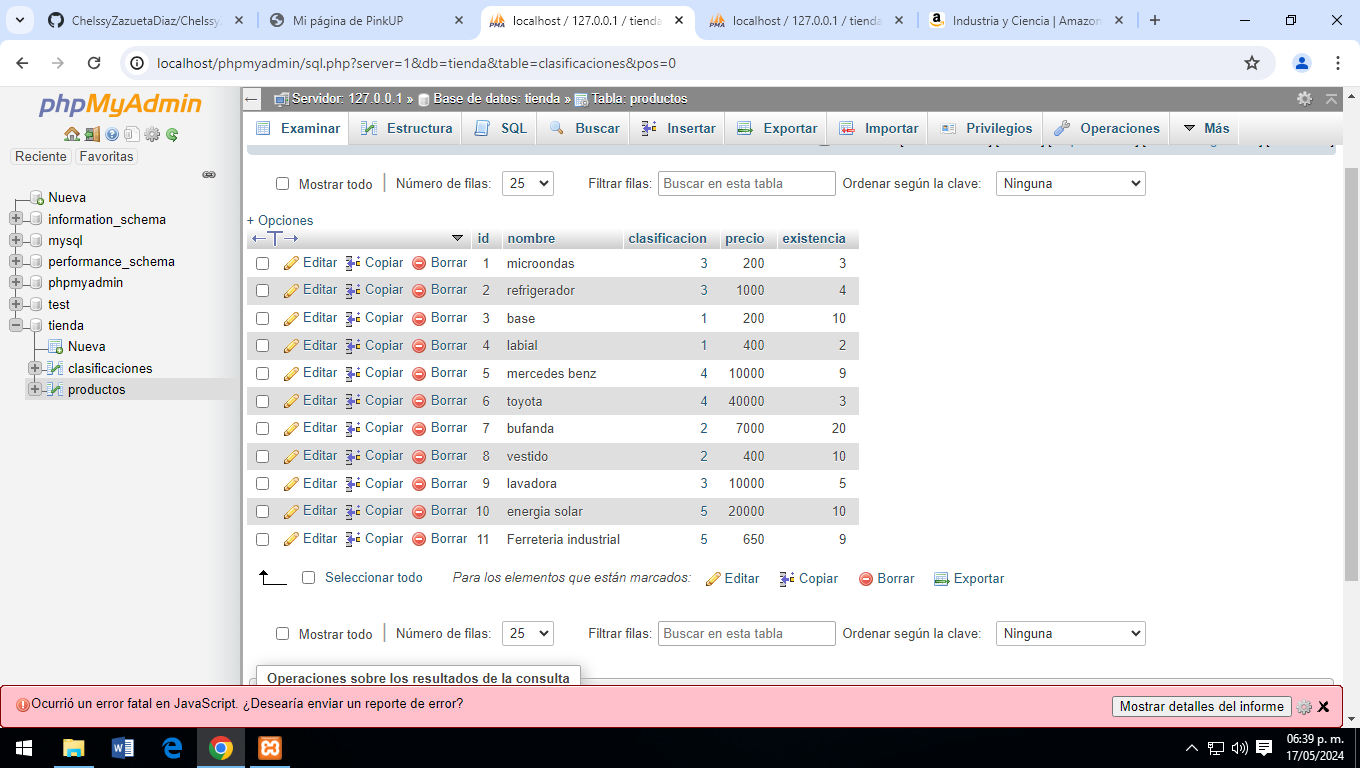 ChelssyZazuetaDiaz/Chelssy
Mi página de PinkUP
localhost / 127.0.0.1 / tienda
localhost / 127.0.0.1 / tienda
Industria y Ciencia | Amazon
localhost/phpmyadmin/sql.php?server=1&db=tienda&table=clasificaciones&pos=0
phpMyAdmin
Reciente Favoritas
Nueva
information_schema
mysql
performance_schema
phpmyadmin
test
tienda
Nueva
clasificaciones
productos
Servidor: 127.0.0.1 » Base de datos: tienda » Tabla: productos
Examinar Estructura SQL Buscar Insertar Exportar Importar Privilegios Operaciones Más
Mostrar todo Número de filas: 25 Filtrar filas: Buscar en esta tabla Ordenar según la clave: Ninguna
+ Opciones
←T→ id nombre clasificacion precio existencia
Editar Copiar Borrar 1 microondas 3 200 3
Editar Copiar Borrar 2 refrigerador 3 1000 4
Editar Copiar Borrar 3 base 1 200 10
Editar Copiar Borrar 4 labial 1 400 2
Editar Copiar Borrar 5 mercedes benz 4 10000 9
Editar Copiar Borrar 6 toyota 4 40000 3
Editar Copiar Borrar 7 bufanda 2 7000 20
Editar Copiar Borrar 8 vestido 2 400 10
Editar Copiar Borrar 9 lavadora 3 10000 5
Editar Copiar Borrar 10 energia solar 5 20000 10
Editar Copiar Borrar 11 Ferreteria industrial 5 650 9
Seleccionar todo Para los elementos que están marcados: Editar Copiar Borrar Exportar
Mostrar todo Número de filas: 25 Filtrar filas: Buscar en esta tabla Ordenar según la clave: Ninguna
Operaciones sobre los resultados de la consulta
Ocurrió un error fatal en JavaScript. ¿Desearía enviar un reporte de error? Mostrar detalles del informe
06:39 p. m.
17/05/2024